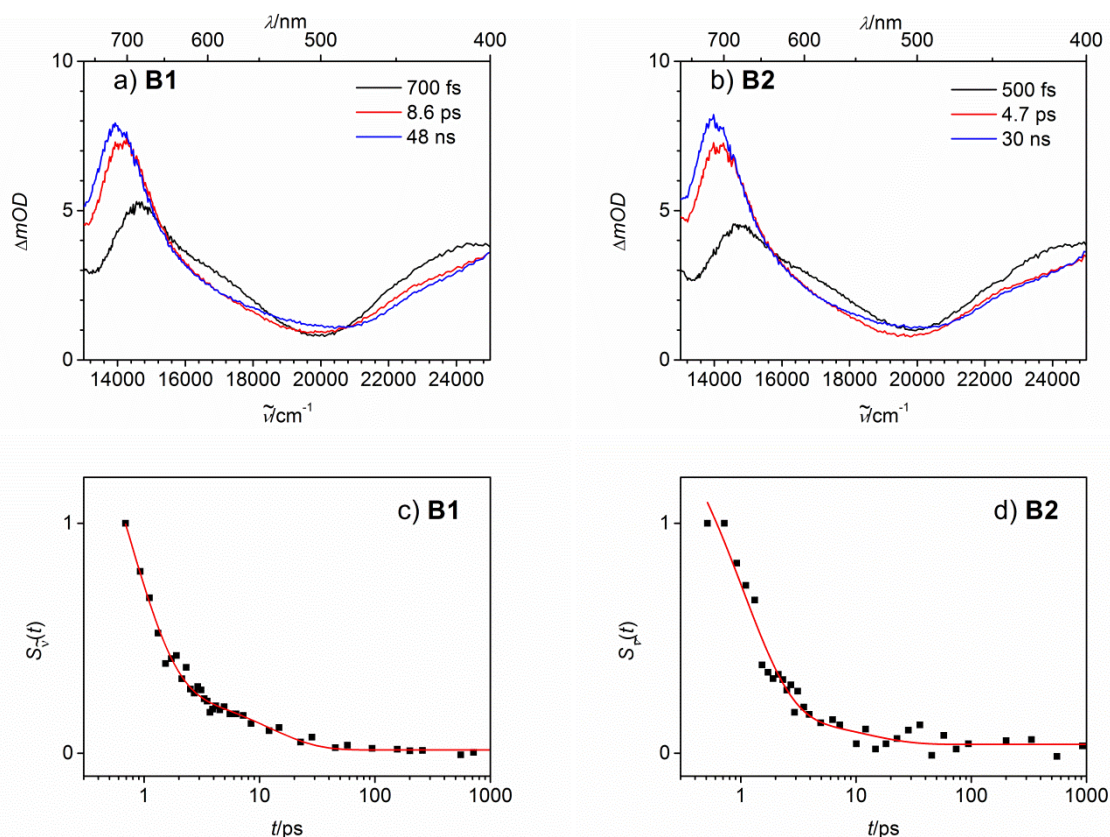 λ/nm
700 600 500 400
a) B1
700 fs
8.6 ps
48 ns
10
5
0
ΔmOD
14000 16000 18000 20000 22000 24000
ν̃/cm⁻¹
λ/nm
700 600 500 400
b) B2
500 fs
4.7 ps
30 ns
10
5
0
ΔmOD
14000 16000 18000 20000 22000 24000
ν̃/cm⁻¹
c) B1
1
0
S_ν̃(t)
1 10 100 1000
t/ps
d) B2
1
0
S_ν̃(t)
1 10 100 1000
t/ps